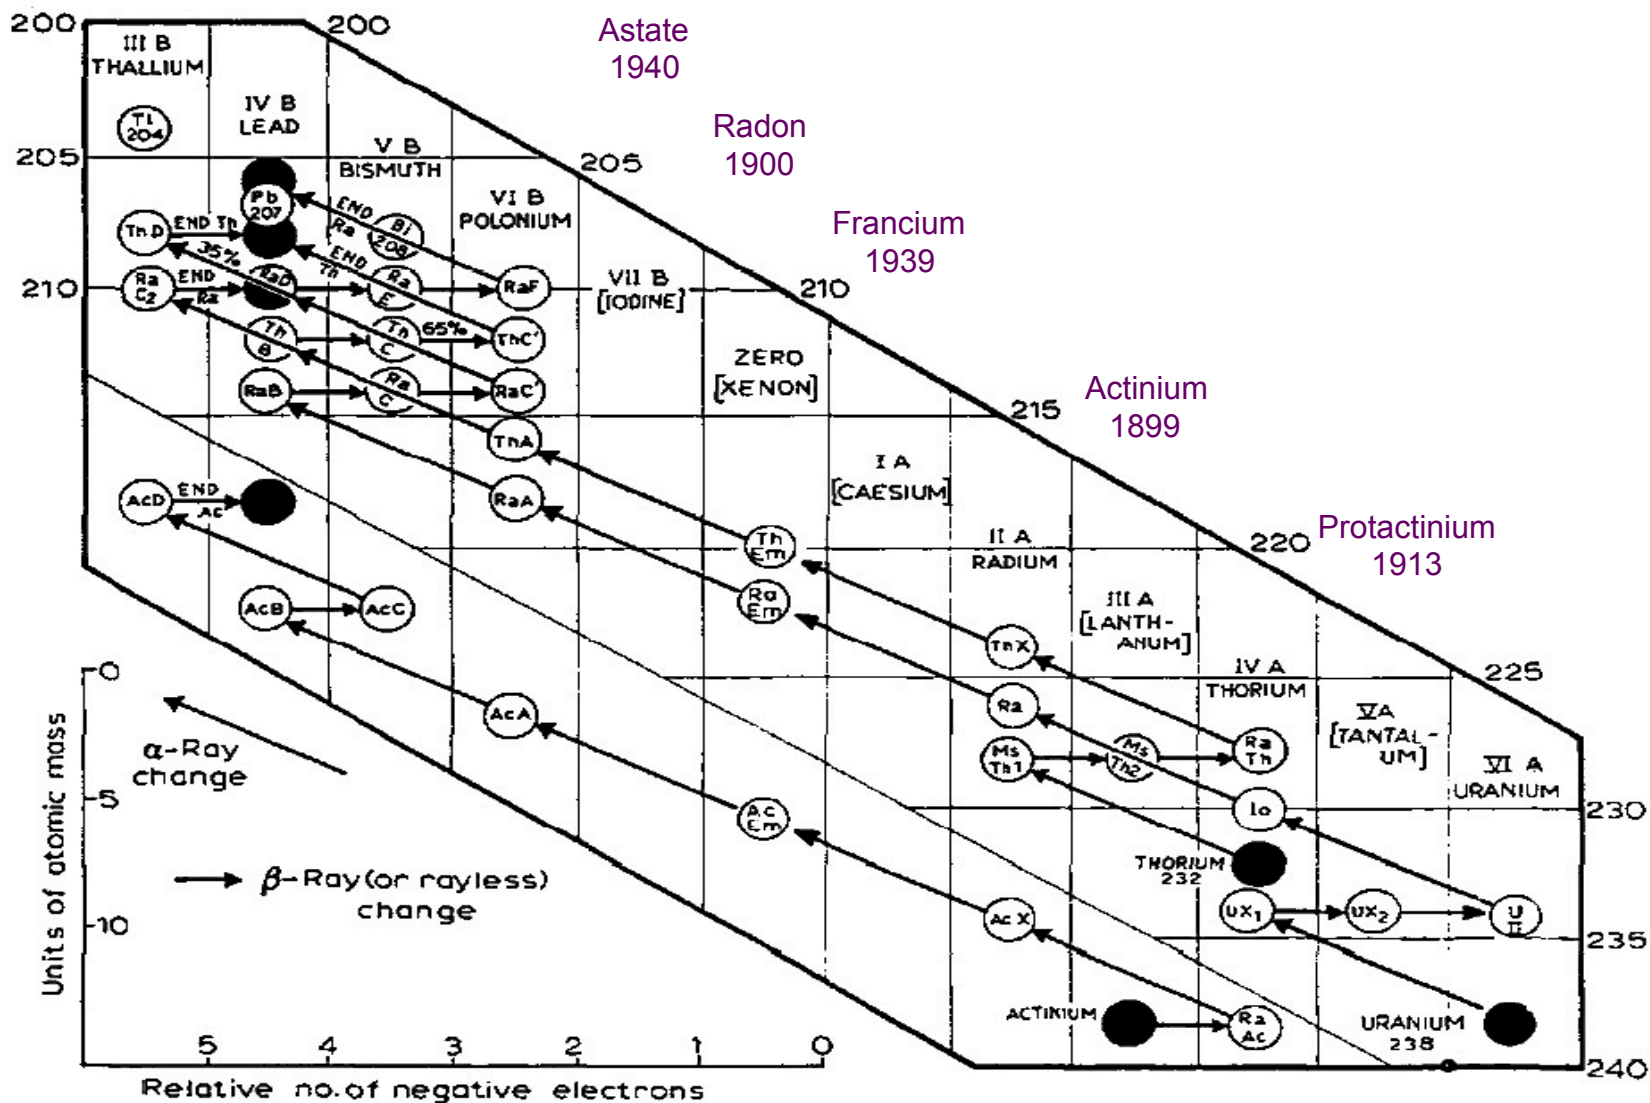 200
200
Astate
1940
III B
THALLIUM
IV B
LEAD
V B
BISMUTH
Radon
1900
Tl
204
205
205
VI B
POLONIUM
Pb
207
END
Ra
Bi
208
Francium
1939
Th D
END Th
35%
END
Th
VII B
[IODINE]
210
Ra
C2
END
Ra
RaD
Ra
E
RaF
210
Th
B
Th
C
65%
ThC'
ZERO
[XENON]
RaB
Ra
C
RaC'
Actinium
1899
215
ThA
I A
[CAESIUM]
AcD
END
Ac
RaA
Protactinium
1913
Th
Em
II A
RADIUM
220
AcB
AcC
Ra
Em
III A
[LANTH-
ANUM]
ThX
0
IV A
THORIUM
225
α-Ray
change
AcA
Ra
VA
[TANTAL-
UM]
Ms
Th1
Ms
Th2
Ra
Th
VI A
URANIUM
5
Ac
Em
Io
230
THORIUM
232
β-Ray (or rayless)
change
10
AcX
UX1
UX2
U
II
235
Units of atomic mass
ACTINIUM
Ra
Ac
URANIUM
238
5
4
3
2
1
0
240
Relative no. of negative electrons